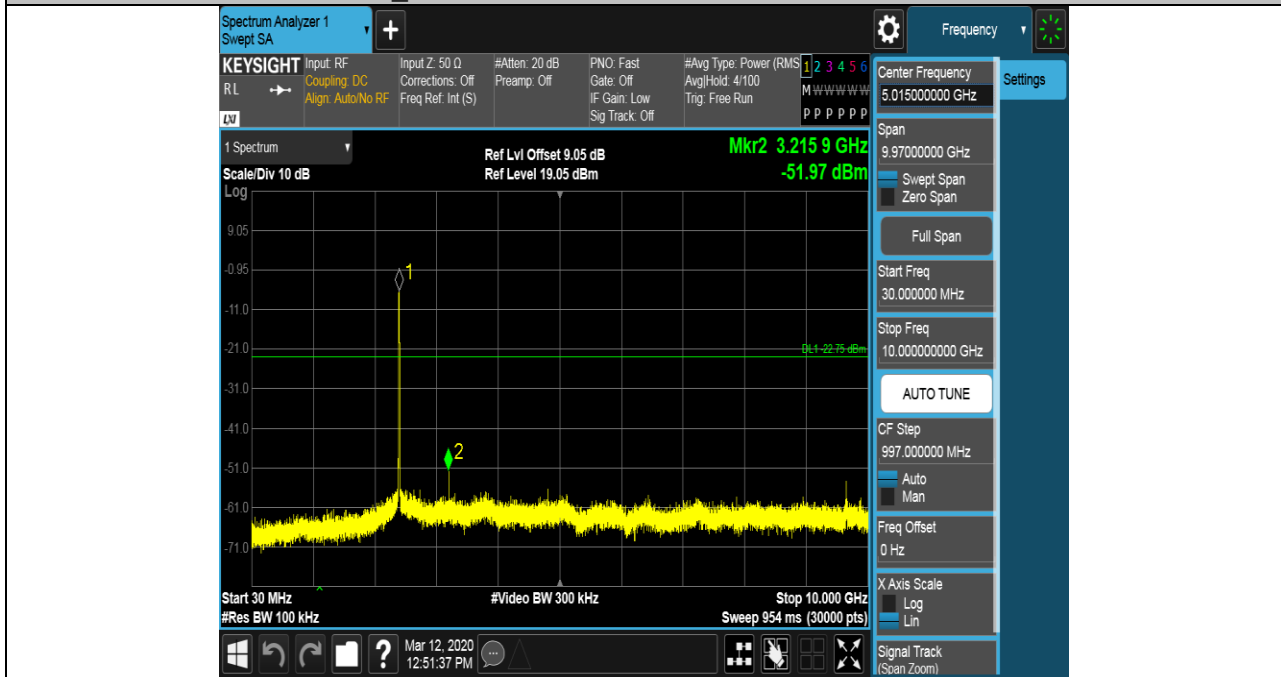 Spectrum Analyzer 1
Swept SA
+
Frequency
KEYSIGHT
RL
LXI
Input: RF
Coupling: DC
Align: Auto/No RF
Input Z: 50 Ω
Corrections: Off
Freq Ref: Int (S)
#Atten: 20 dB
Preamp: Off
PNO: Fast
Gate: Off
IF Gain: Low
Sig Track: Off
#Avg Type: Power (RMS
Avg|Hold: 4/100
Trig: Free Run
1 2 3 4 5 6
M W W W W W
P P P P P P
1 Spectrum
Scale/Div 10 dB
Ref Lvl Offset 9.05 dB
Ref Level 19.05 dBm
Mkr2 3.215 9 GHz
-51.97 dBm
Log
9.05
-0.95
-11.0
-21.0
-31.0
-41.0
-51.0
-61.0
-71.0
1
DL1 -22.75 dBm
2
Start 30 MHz
#Res BW 100 kHz
#Video BW 300 kHz
Stop 10.000 GHz
Sweep 954 ms (30000 pts)
?
Mar 12, 2020
12:51:37 PM
Center Frequency
5.015000000 GHz
Span
9.97000000 GHz
Swept Span
Zero Span
Full Span
Start Freq
30.000000 MHz
Stop Freq
10.000000000 GHz
AUTO TUNE
CF Step
997.000000 MHz
Auto
Man
Freq Offset
0 Hz
X Axis Scale
Log
Lin
Signal Track
(Span Zoom)
Settings